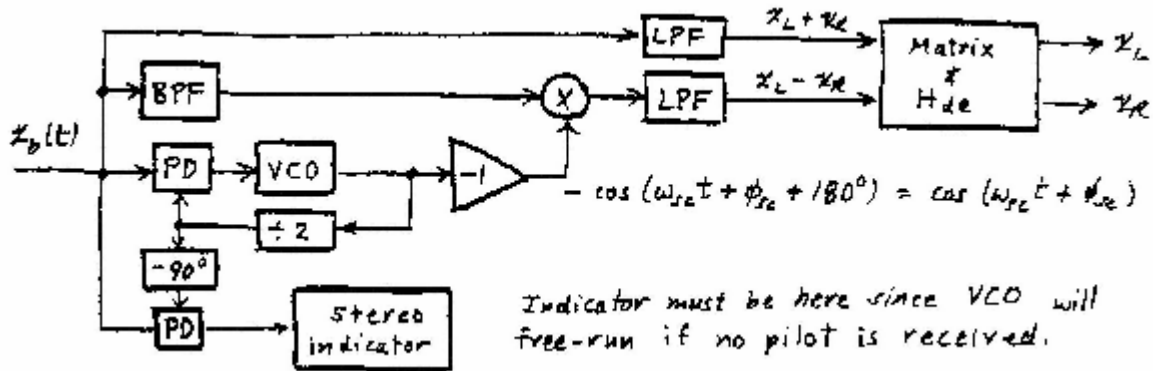 LPF
x_L + x_R
Matrix
&
H_de
x_L
BPF
X
LPF
x_L - x_R
x_R
x_b(t)
PD
VCO
-1
- cos (ω_sc t + φ_sc + 180°) = cos (ω_sc t + φ_sc)
÷ 2
-90°
PD
Stereo
indicator
Indicator must be here since VCO will
free-run if no pilot is received.